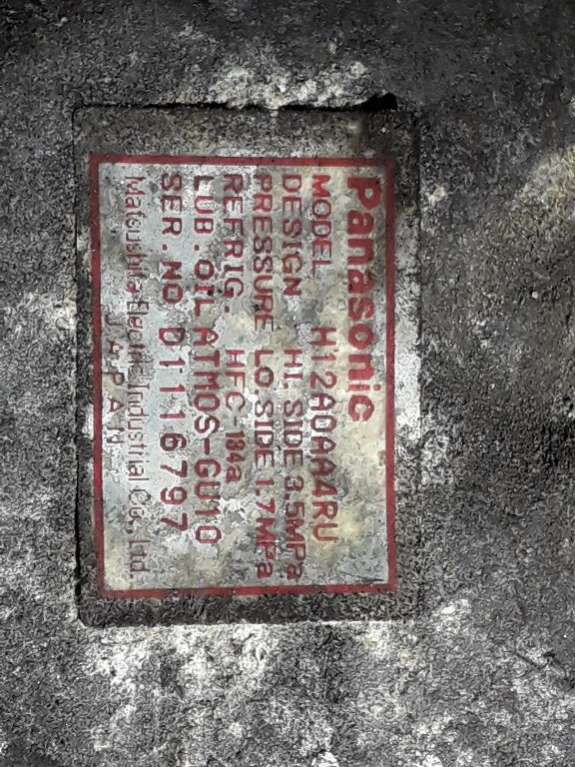 Panasonic
MODEL H12A0AAA4RU
DESIGN HI. SIDE 3.5MPa
PRESSURE LO SIDE 1.7MPa
REFRIG. HFC-134a
LUB. OIL ATMOS-GU10
SER. NO D1116797
Matsushita Electric Industrial Co., Ltd.
JAPAN